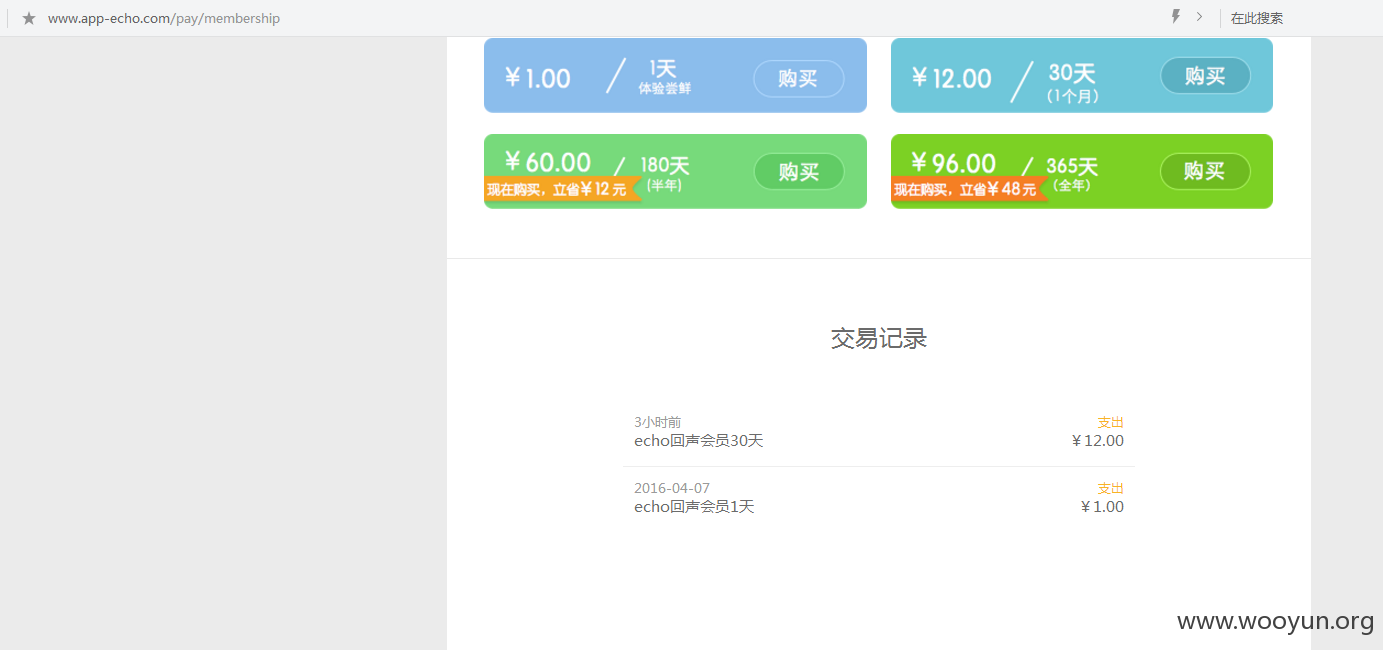 www.app-echo.com/pay/membership
在此搜索
￥1.00
1天
体验尝鲜
购买
￥12.00
30天
（1个月）
购买
￥60.00
180天
（半年）
现在购买，立省￥12元
购买
￥96.00
365天
（全年）
现在购买，立省￥48元
购买
交易记录
3小时前 支出
echo回声会员30天 ￥12.00
2016-04-07 支出
echo回声会员1天 ￥1.00
www.wooyun.org